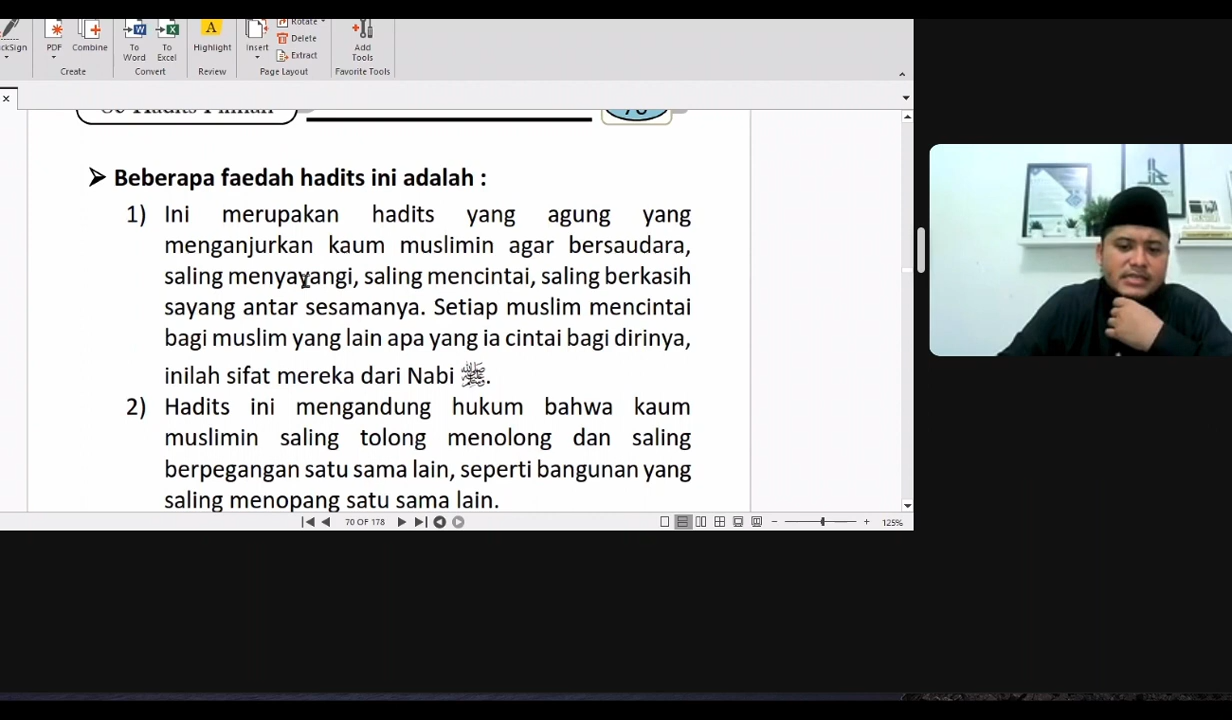 ckSign
PDF
Combine
To
Word
To
Excel
Highlight
Insert
Rotate
Delete
Extract
Add
Tools
Create
Convert
Review
Page Layout
Favorite Tools
➢ Beberapa faedah hadits ini adalah :
1) Ini merupakan hadits yang agung yang
menganjurkan kaum muslimin agar bersaudara,
saling menyayangi, saling mencintai, saling berkasih
sayang antar sesamanya. Setiap muslim mencintai
bagi muslim yang lain apa yang ia cintai bagi dirinya,
inilah sifat mereka dari Nabi ﷺ.
2) Hadits ini mengandung hukum bahwa kaum
muslimin saling tolong menolong dan saling
berpegangan satu sama lain, seperti bangunan yang
saling menopang satu sama lain.
70 OF 178
125%